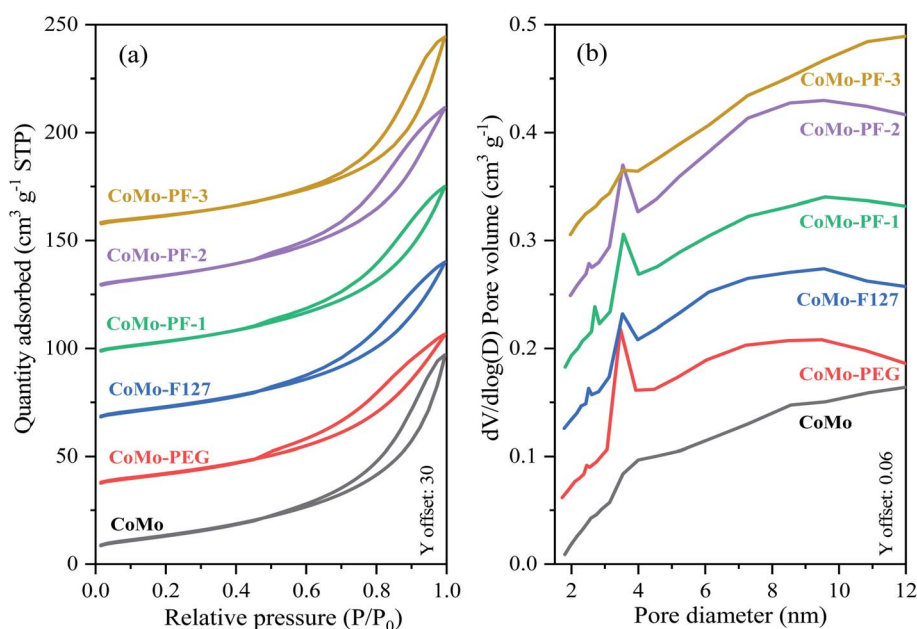 (a)
Quantity adsorbed (cm³ g⁻¹ STP)
250
200
150
100
50
0
CoMo-PF-3
CoMo-PF-2
CoMo-PF-1
CoMo-F127
CoMo-PEG
CoMo
Y offset: 30
0.0 0.2 0.4 0.6 0.8 1.0
Relative pressure (P/P₀)
(b)
dV/dlog(D) Pore volume (cm³ g⁻¹)
0.5
0.4
0.3
0.2
0.1
0.0
CoMo-PF-3
CoMo-PF-2
CoMo-PF-1
CoMo-F127
CoMo-PEG
CoMo
Y offset: 0.06
2 4 6 8 10 12
Pore diameter (nm)